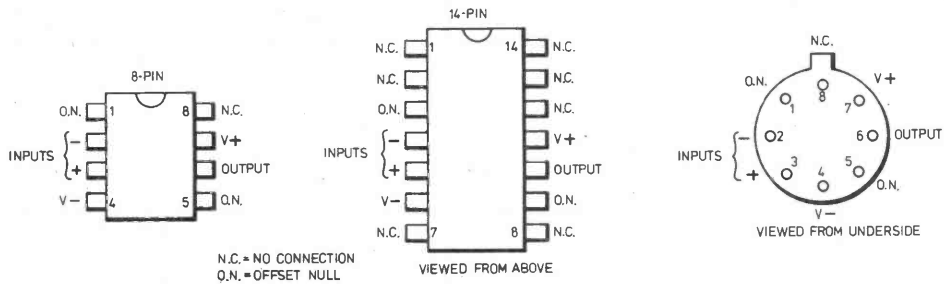 8-PIN
O.N. 1 8 N.C.
INPUTS - V+
+ OUTPUT
V- 4 5 O.N.
N.C. = NO CONNECTION
O.N. = OFFSET NULL
14-PIN
N.C. 1 14 N.C.
N.C. N.C.
O.N. N.C.
INPUTS - V+
+ OUTPUT
V- O.N.
N.C. 7 8 N.C.
VIEWED FROM ABOVE
N.C.
O.N. 8 V+
1 7
INPUTS - 2 6 OUTPUT
+ 3 4 5 O.N.
V-
VIEWED FROM UNDERSIDE